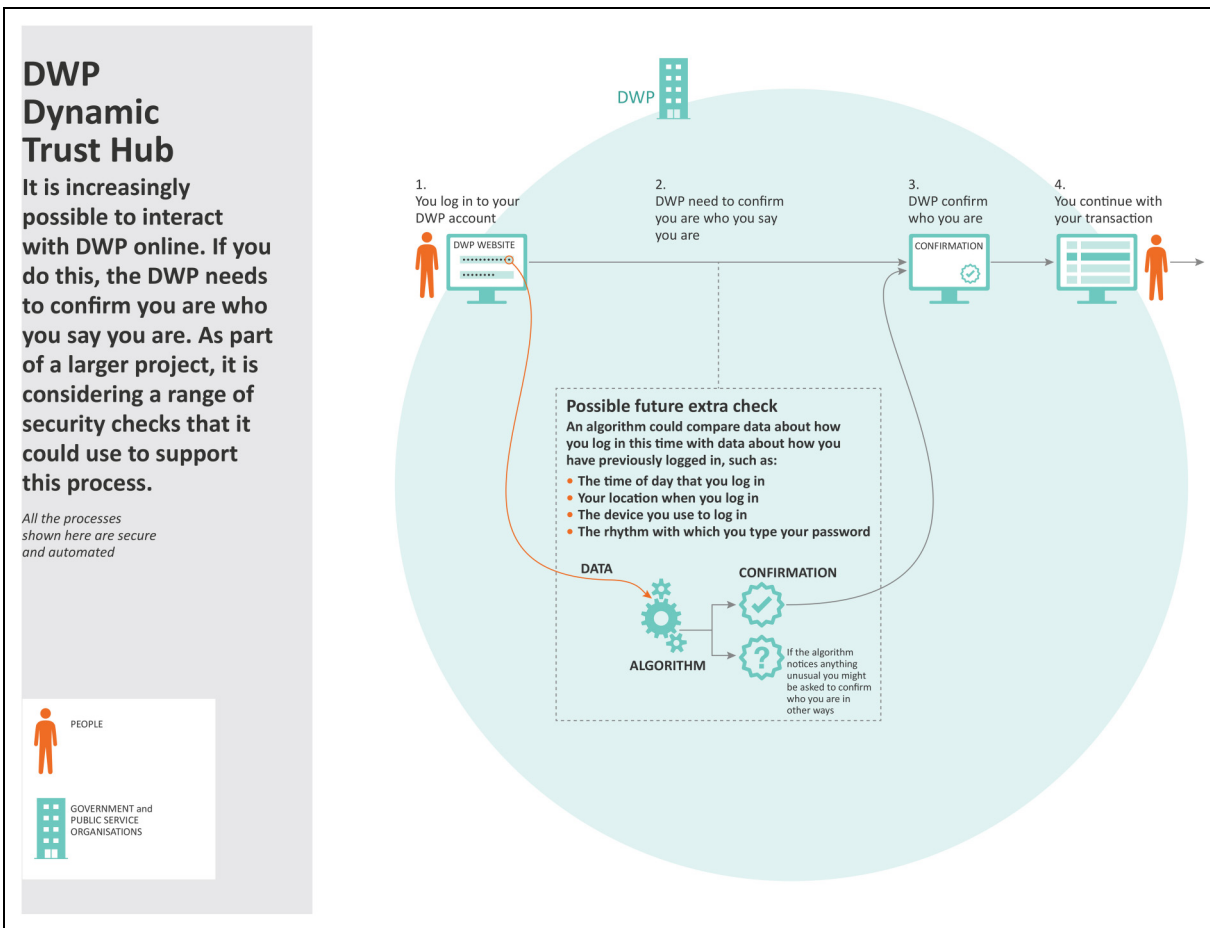 DWP
Dynamic
Trust Hub
It is increasingly
possible to interact
with DWP online. If you
do this, the DWP needs
to confirm you are who
you say you are. As part
of a larger project, it is
considering a range of
security checks that it
could use to support
this process.
All the processes
shown here are secure
and automated
PEOPLE
GOVERNMENT and
PUBLIC SERVICE
ORGANISATIONS
DWP
1.
You log in to your
DWP account
DWP WEBSITE
2.
DWP need to confirm
you are who you say
you are
3.
DWP confirm
who you are
CONFIRMATION
4.
You continue with
your transaction
Possible future extra check
An algorithm could compare data about how
you log in this time with data about how you
have previously logged in, such as:
• The time of day that you log in
• Your location when you log in
• The device you use to log in
• The rhythm with which you type your password
DATA
ALGORITHM
CONFIRMATION
?
If the algorithm
notices anything
unusual you might
be asked to confirm
who you are in
other ways